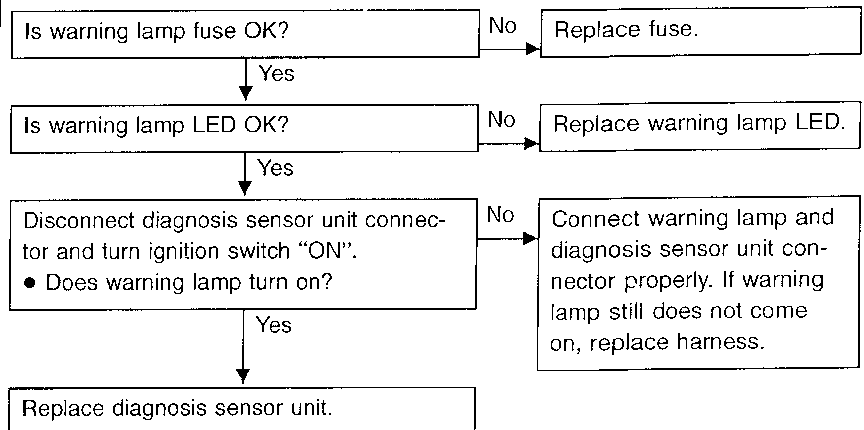 Is warning lamp fuse OK?
No
Replace fuse.
Yes
Is warning lamp LED OK?
No
Replace warning lamp LED.
Yes
Disconnect diagnosis sensor unit connec-
tor and turn ignition switch “ON”.
● Does warning lamp turn on?
No
Connect warning lamp and
diagnosis sensor unit con-
nector properly. If warning
lamp still does not come
on, replace harness.
Yes
Replace diagnosis sensor unit.